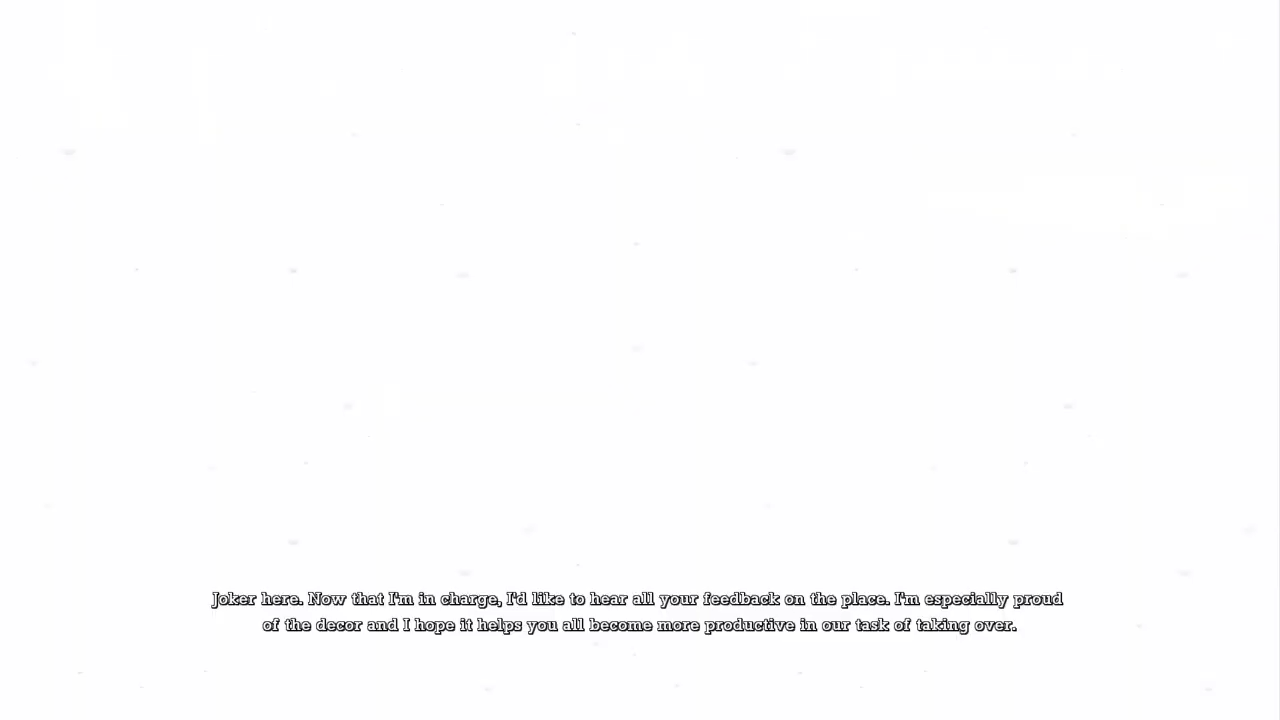 Joker here. Now that I'm in charge, I'd like to hear all your feedback on the place. I'm especially proud
of the decor and I hope it helps you all become more productive in our task of taking over.